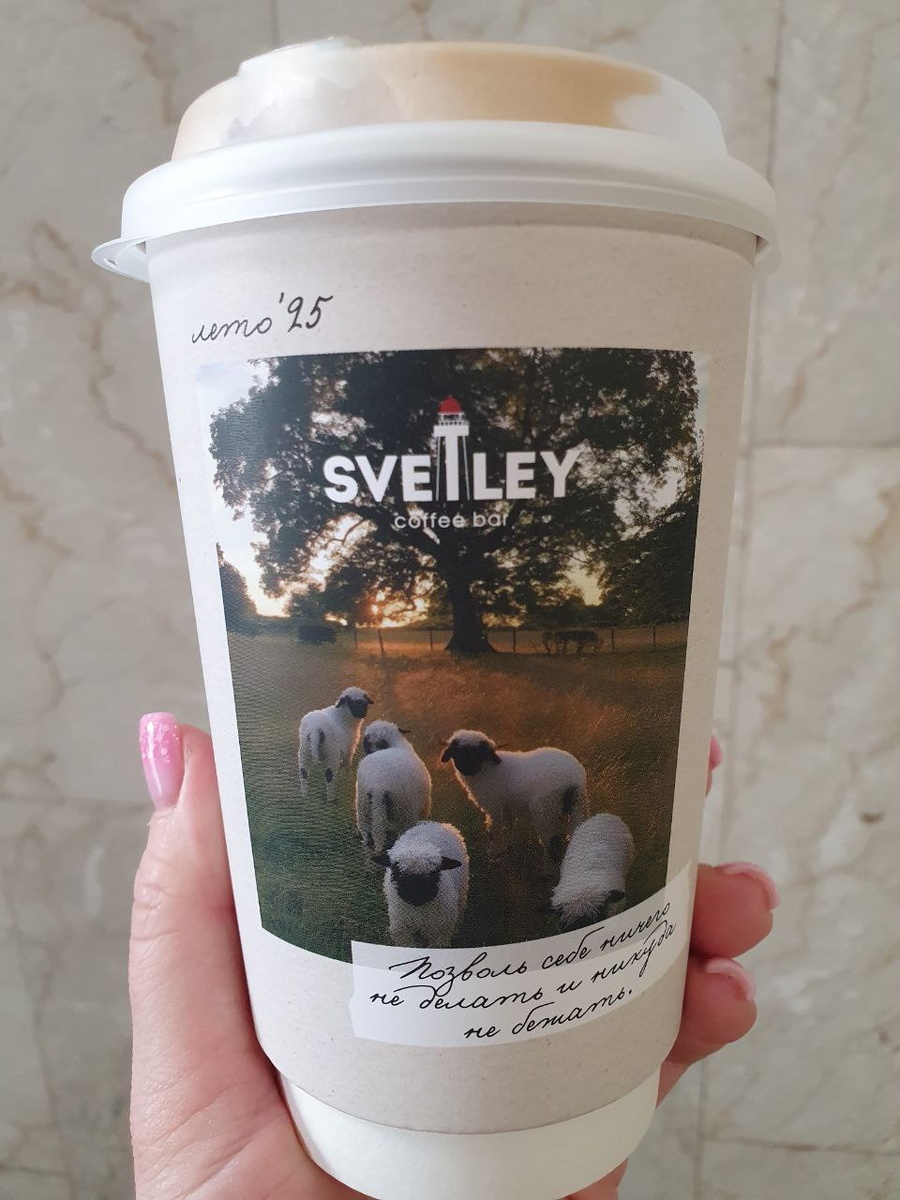 лето'25
SVETLEY
coffee bar
Позволь себе ничего
не делать и никуда
не бежать.